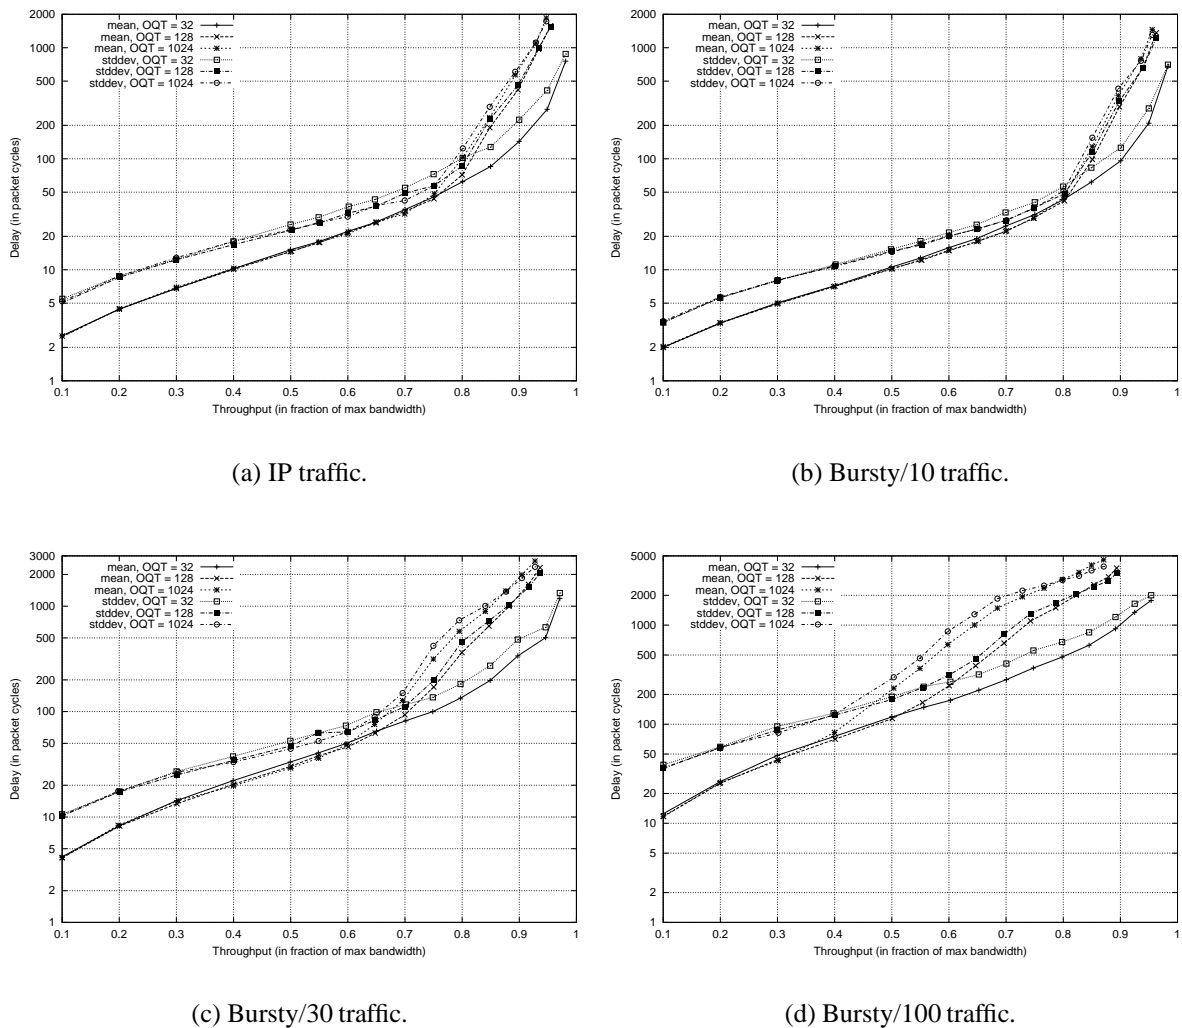 2000
1000
500
200
100
50
20
10
5
2
1
Delay (in packet cycles)
mean, OQT = 32
mean, OQT = 128
mean, OQT = 1024
stddev, OQT = 32
stddev, OQT = 128
stddev, OQT = 1024
0.1 0.2 0.3 0.4 0.5 0.6 0.7 0.8 0.9 1
Throughput (in fraction of max bandwidth)
(a) IP traffic.
2000
1000
500
200
100
50
20
10
5
2
1
Delay (in packet cycles)
mean, OQT = 32
mean, OQT = 128
mean, OQT = 1024
stddev, OQT = 32
stddev, OQT = 128
stddev, OQT = 1024
0.1 0.2 0.3 0.4 0.5 0.6 0.7 0.8 0.9 1
Throughput (in fraction of max bandwidth)
(b) Bursty/10 traffic.
3000
2000
1000
500
200
100
50
20
10
5
2
1
Delay (in packet cycles)
mean, OQT = 32
mean, OQT = 128
mean, OQT = 1024
stddev, OQT = 32
stddev, OQT = 128
stddev, OQT = 1024
0.1 0.2 0.3 0.4 0.5 0.6 0.7 0.8 0.9 1
Throughput (in fraction of max bandwidth)
(c) Bursty/30 traffic.
5000
2000
1000
500
200
100
50
20
10
5
2
1
Delay (in packet cycles)
mean, OQT = 32
mean, OQT = 128
mean, OQT = 1024
stddev, OQT = 32
stddev, OQT = 128
stddev, OQT = 1024
0.1 0.2 0.3 0.4 0.5 0.6 0.7 0.8 0.9 1
Throughput (in fraction of max bandwidth)
(d) Bursty/100 traffic.